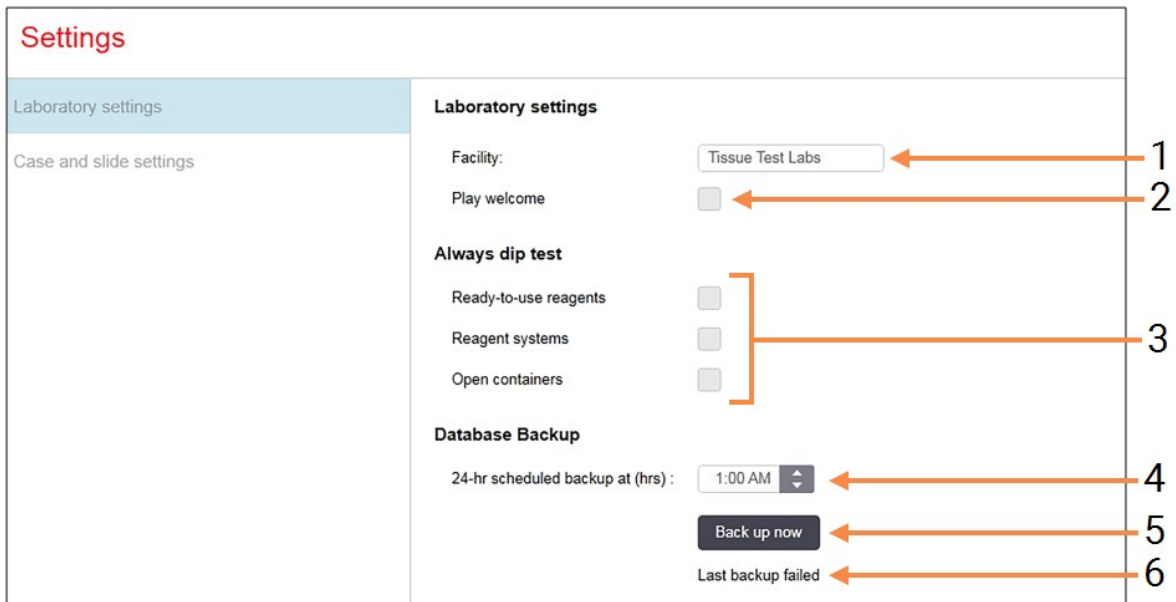 Settings
Laboratory settings
Case and slide settings
Laboratory settings
Facility: Tissue Test Labs 1
Play welcome 2
Always dip test
Ready-to-use reagents
Reagent systems 3
Open containers
Database Backup
24-hr scheduled backup at (hrs) : 1:00 AM 4
Back up now 5
Last backup failed 6